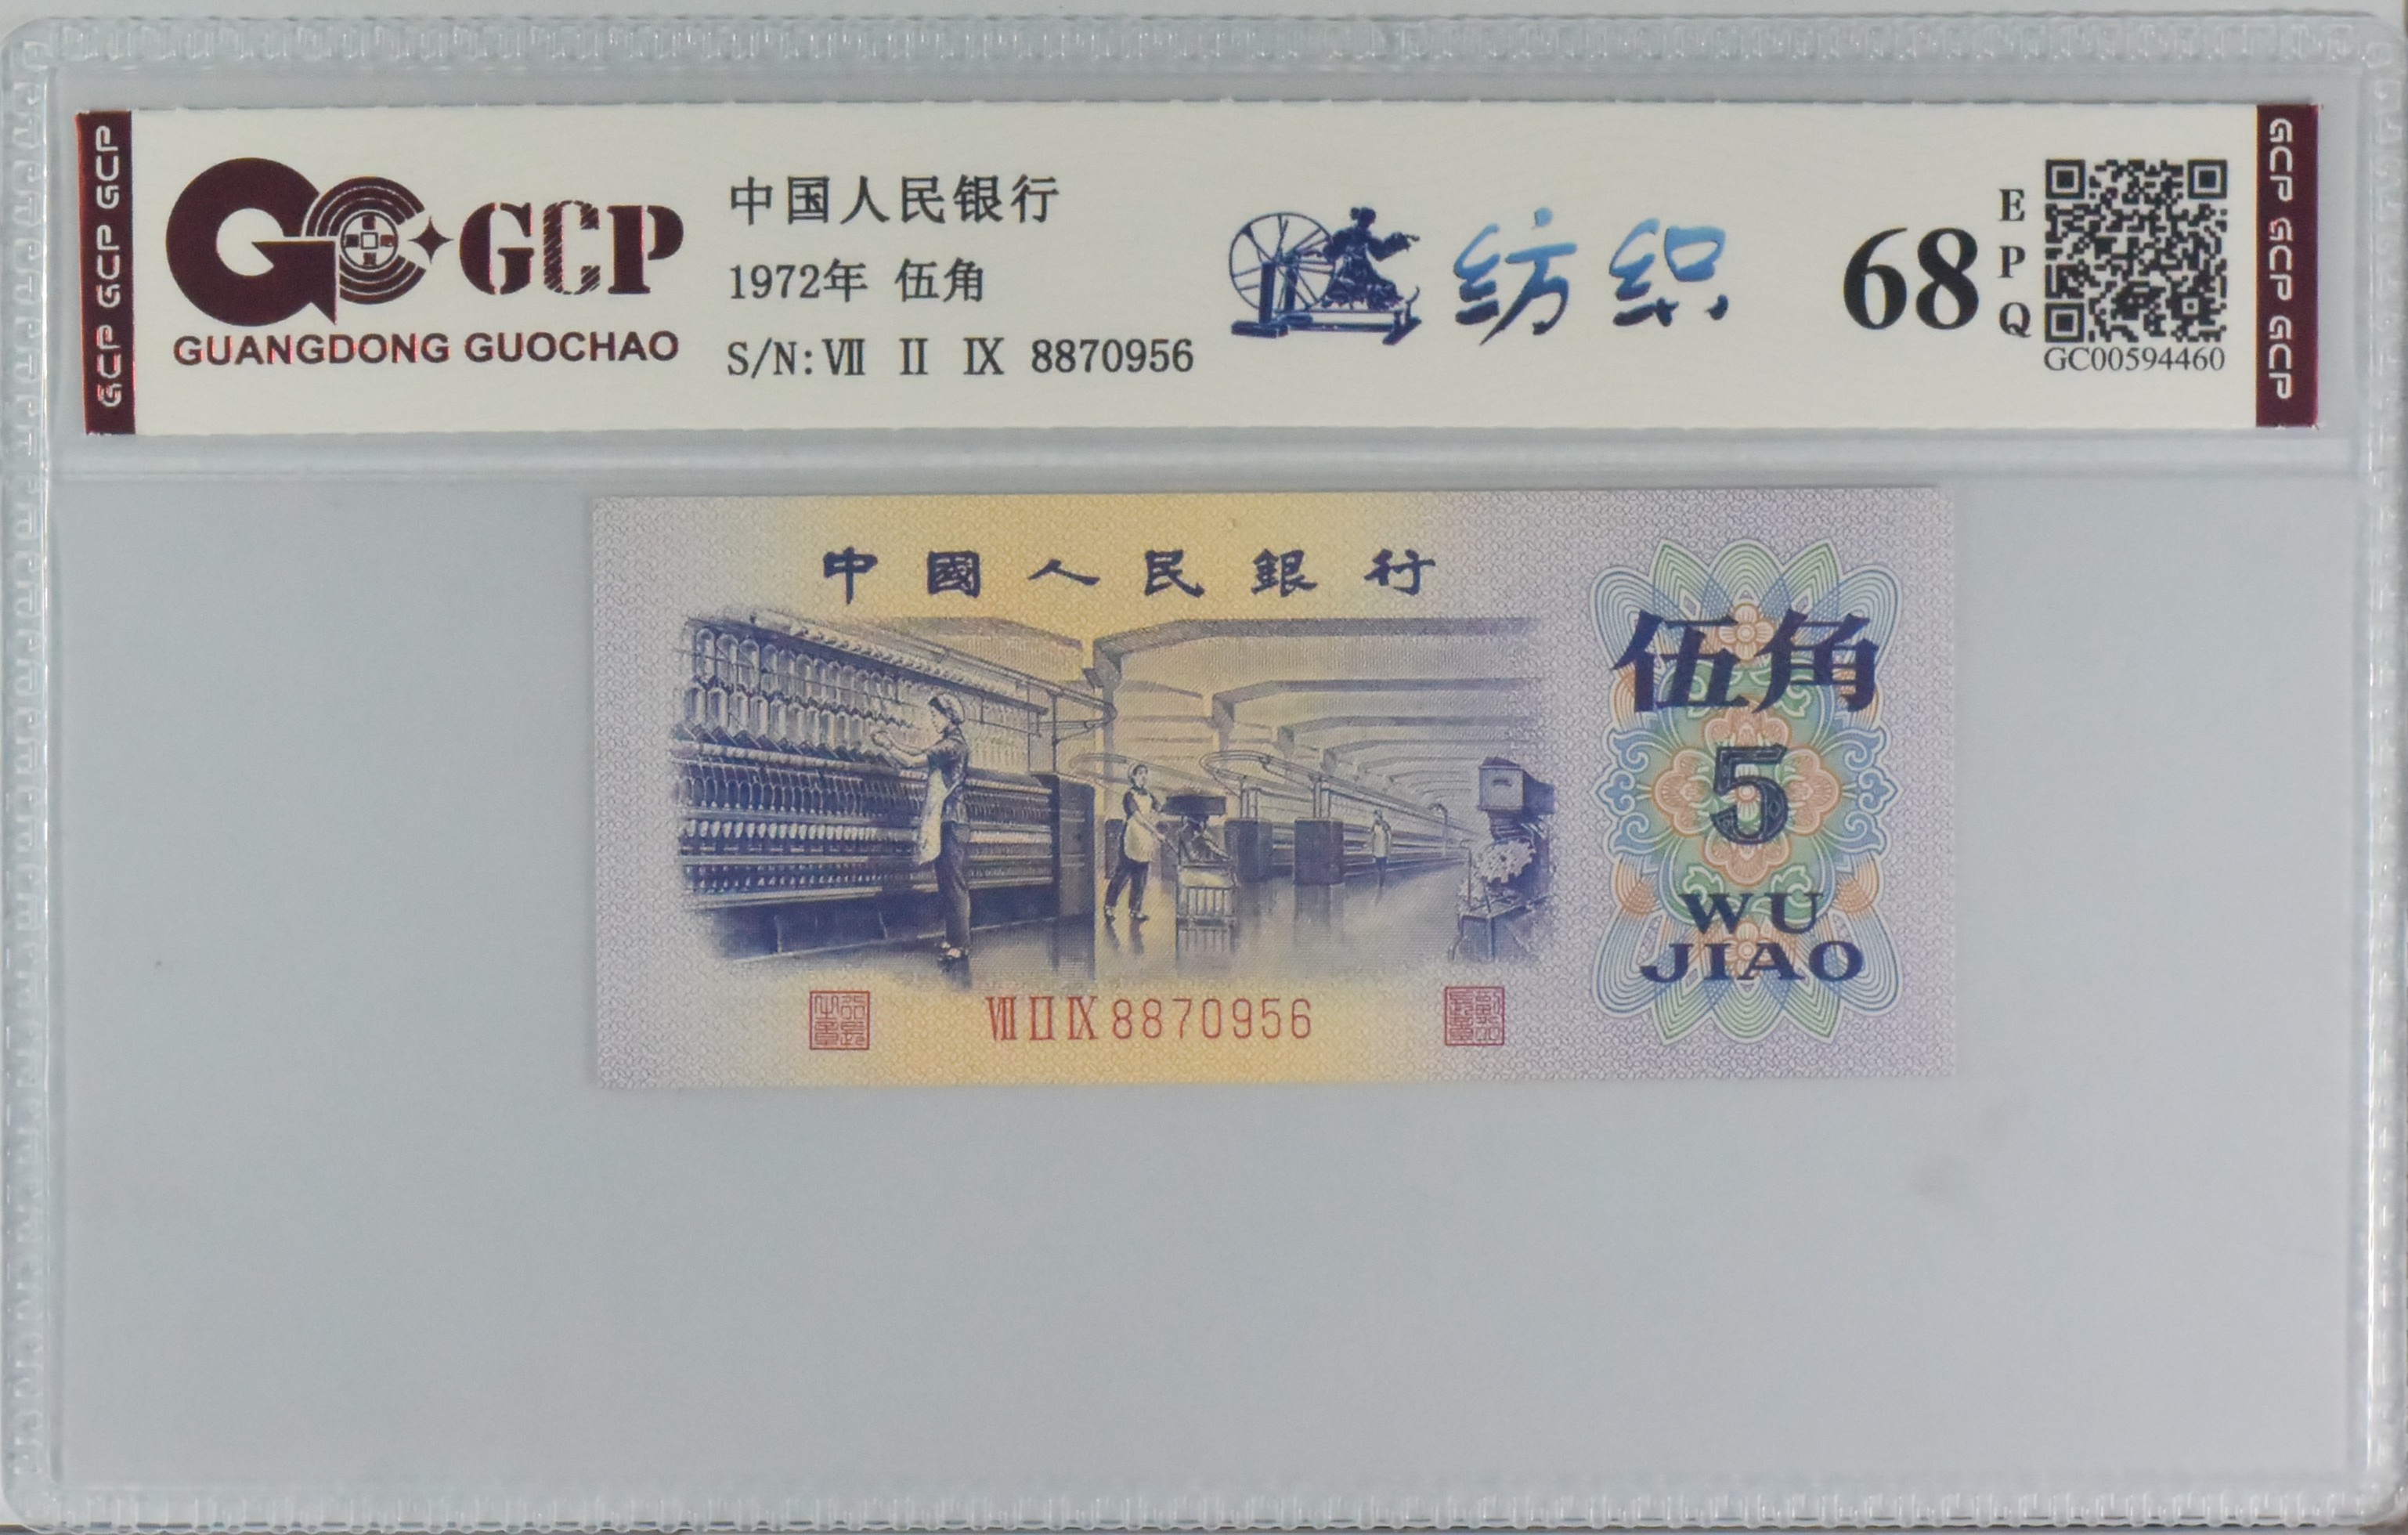 GCP GCP GCP
GCP
GUANGDONG GUOCHAO
中国人民银行
1972年 伍角
S/N:Ⅶ Ⅱ Ⅸ 8870956
纺织
68
EPQ
GC00594460
GCP GCP GCP
中國人民銀行
伍角
5
WU
JIAO
Ⅶ Ⅱ Ⅸ 8870956